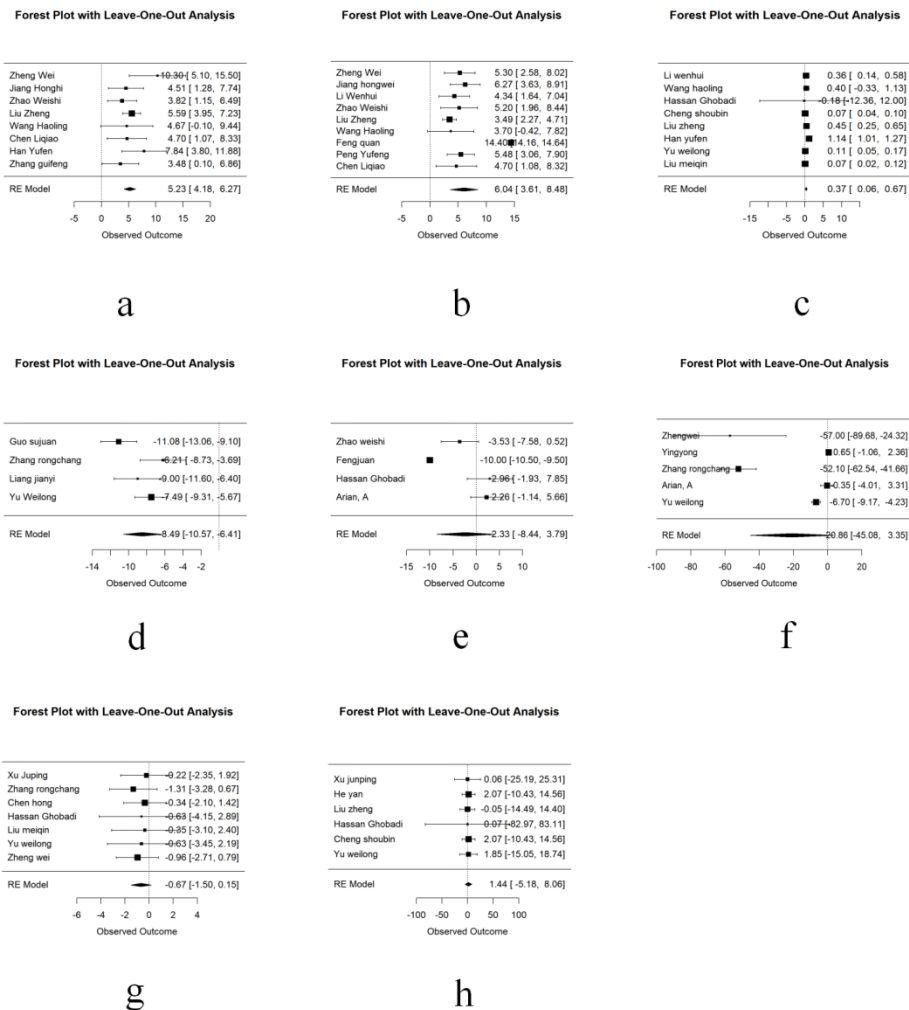 Forest Plot with Leave-One-Out Analysis
Zheng Wei 10.30 [ 5.10, 15.50]
Jiang Honghi 4.51 [ 1.28, 7.74]
Zhao Weishi 3.82 [ 1.15, 6.49]
Liu Zheng 5.59 [ 3.95, 7.23]
Wang Haoling 4.67 [-0.10, 9.44]
Chen Liqiao 4.70 [ 1.07, 8.33]
Han Yufen 7.84 [ 3.80, 11.88]
Zhang guifeng 3.48 [ 0.10, 6.86]
RE Model 5.23 [ 4.18, 6.27]
-5 0 5 10 15 20
Observed Outcome
a
Forest Plot with Leave-One-Out Analysis
Zheng Wei 5.30 [ 2.58, 8.02]
Jiang hongwei 6.27 [ 3.63, 8.91]
Li Wenhui 4.34 [ 1.64, 7.04]
Zhao Weishi 5.20 [ 1.96, 8.44]
Liu Zheng 3.49 [ 2.27, 4.71]
Wang Haoling 3.70 [-0.42, 7.82]
Feng quan 14.40 [14.16, 14.64]
Peng Yufeng 5.48 [ 3.06, 7.90]
Chen Liqiao 4.70 [ 1.08, 8.32]
RE Model 6.04 [ 3.61, 8.48]
-5 0 5 10 15
Observed Outcome
b
Forest Plot with Leave-One-Out Analysis
Li wenhui 0.36 [ 0.14, 0.58]
Wang haoling 0.40 [ -0.33, 1.13]
Hassan Ghobadi -0.18 [-12.36, 12.00]
Cheng shoubin 0.07 [ 0.04, 0.10]
Liu zheng 0.45 [ 0.25, 0.65]
Han yufen 1.14 [ 1.01, 1.27]
Yu weilong 0.11 [ 0.05, 0.17]
Liu meiqin 0.07 [ 0.02, 0.12]
RE Model 0.37 [ 0.06, 0.67]
-15 -5 0 5 10
Observed Outcome
c
Forest Plot with Leave-One-Out Analysis
Guo sujuan -11.08 [-13.06, -9.10]
Zhang rongchang -6.21 [ -8.73, -3.69]
Liang jianyi -9.00 [-11.60, -6.40]
Yu Weilong -7.49 [ -9.31, -5.67]
RE Model -8.49 [-10.57, -6.41]
-14 -10 -6 -4 -2
Observed Outcome
d
Forest Plot with Leave-One-Out Analysis
Zhao weishi -3.53 [ -7.58, 0.52]
Fengjuan -10.00 [-10.50, -9.50]
Hassan Ghobadi 2.96 [ -1.93, 7.85]
Arian, A 2.26 [ -1.14, 5.66]
RE Model -2.33 [ -8.44, 3.79]
-15 -10 -5 0 5 10
Observed Outcome
e
Forest Plot with Leave-One-Out Analysis
Zhengwei -57.00 [-89.68, -24.32]
Yingyong 0.65 [ -1.06, 2.36]
Zhang rongchang -52.10 [-62.54, -41.66]
Arian, A -0.35 [ -4.01, 3.31]
Yu weilong -6.70 [ -9.17, -4.23]
RE Model -20.86 [-45.08, 3.35]
-100 -80 -60 -40 -20 0 20
Observed Outcome
f
Forest Plot with Leave-One-Out Analysis
Xu Juping -0.22 [-2.35, 1.92]
Zhang rongchang -1.31 [-3.28, 0.67]
Chen hong -0.34 [-2.10, 1.42]
Hassan Ghobadi -0.63 [-4.15, 2.89]
Liu meiqin -0.35 [-3.10, 2.40]
Yu weilong -0.63 [-3.45, 2.19]
Zheng wei -0.96 [-2.71, 0.79]
RE Model -0.67 [-1.50, 0.15]
-6 -4 -2 0 2 4
Observed Outcome
g
Forest Plot with Leave-One-Out Analysis
Xu junping 0.06 [-25.19, 25.31]
He yan 2.07 [-10.43, 14.56]
Liu zheng -0.05 [-14.49, 14.40]
Hassan Ghobadi 0.07 [-82.97, 83.11]
Cheng shoubin 2.07 [-10.43, 14.56]
Yu weilong 1.85 [-15.05, 18.74]
RE Model 1.44 [ -5.18, 8.06]
-100 -50 0 50 100
Observed Outcome
h